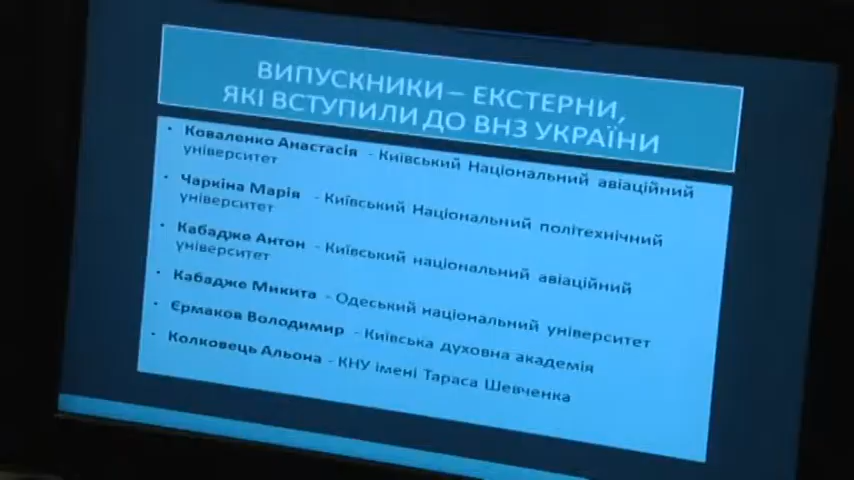 ВИПУСКНИКИ – ЕКСТЕРНИ,
ЯКІ ВСТУПИЛИ ДО ВНЗ УКРАЇНИ
• Коваленко Анастасія - Київський Національний авіаційний
університет
• Чаркіна Марія - Київський Національний політехнічний
університет
• Кабадже Антон - Київський національний авіаційний
університет
• Кабадже Микита - Одеський національний університет
• Єрмаков Володимир - Київська духовна академія
• Колковець Альона - КНУ імені Тараса Шевченка